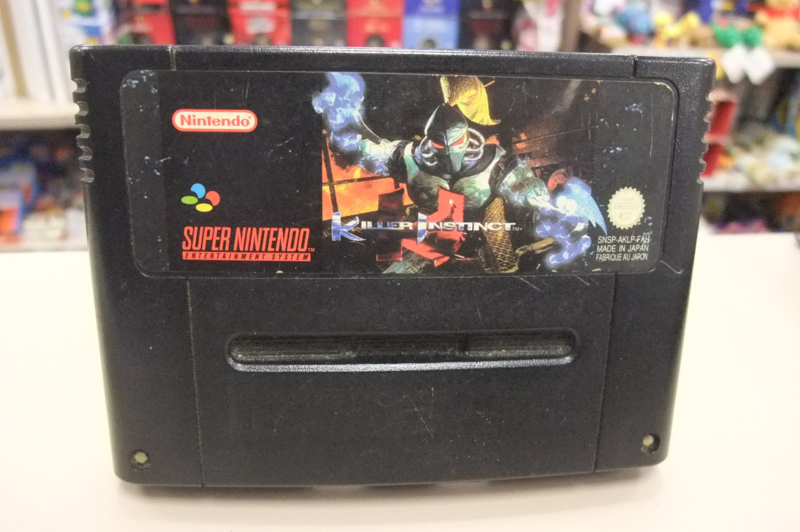 Nintendo
SUPER NINTENDO
ENTERTAINMENT SYSTEM
KILLER INSTINCT
SNSP-AKLP-FAH
MADE IN JAPAN
FABRIQUE AU JAPON